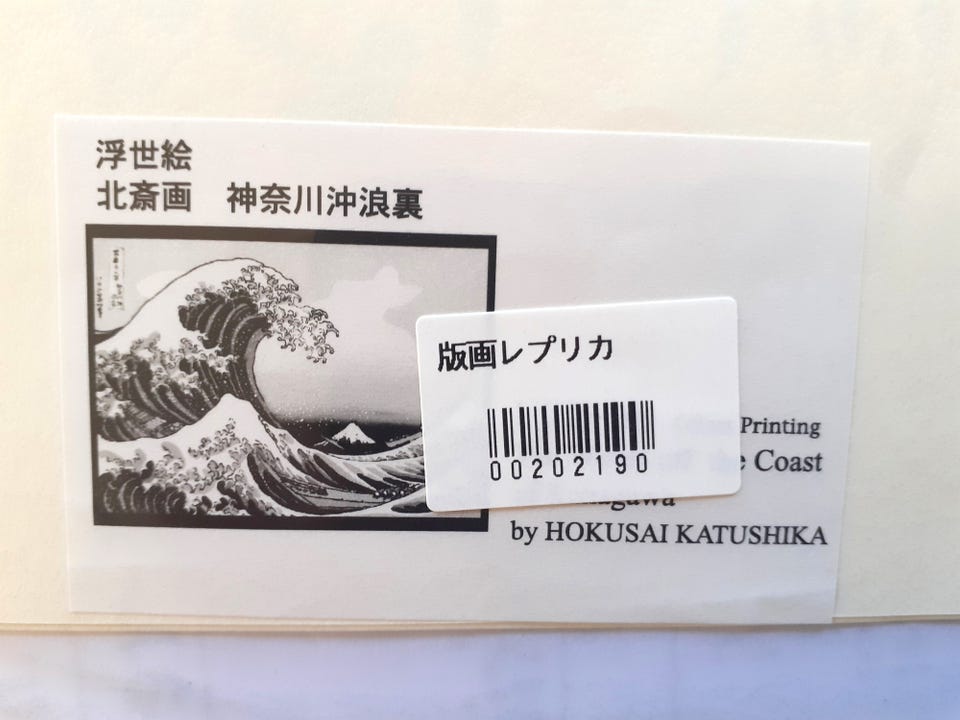 浮世絵
北斎画　神奈川沖浪裏
版画レプリカ
00202190
Printing
Coast
by HOKUSAI KATUSHIKA